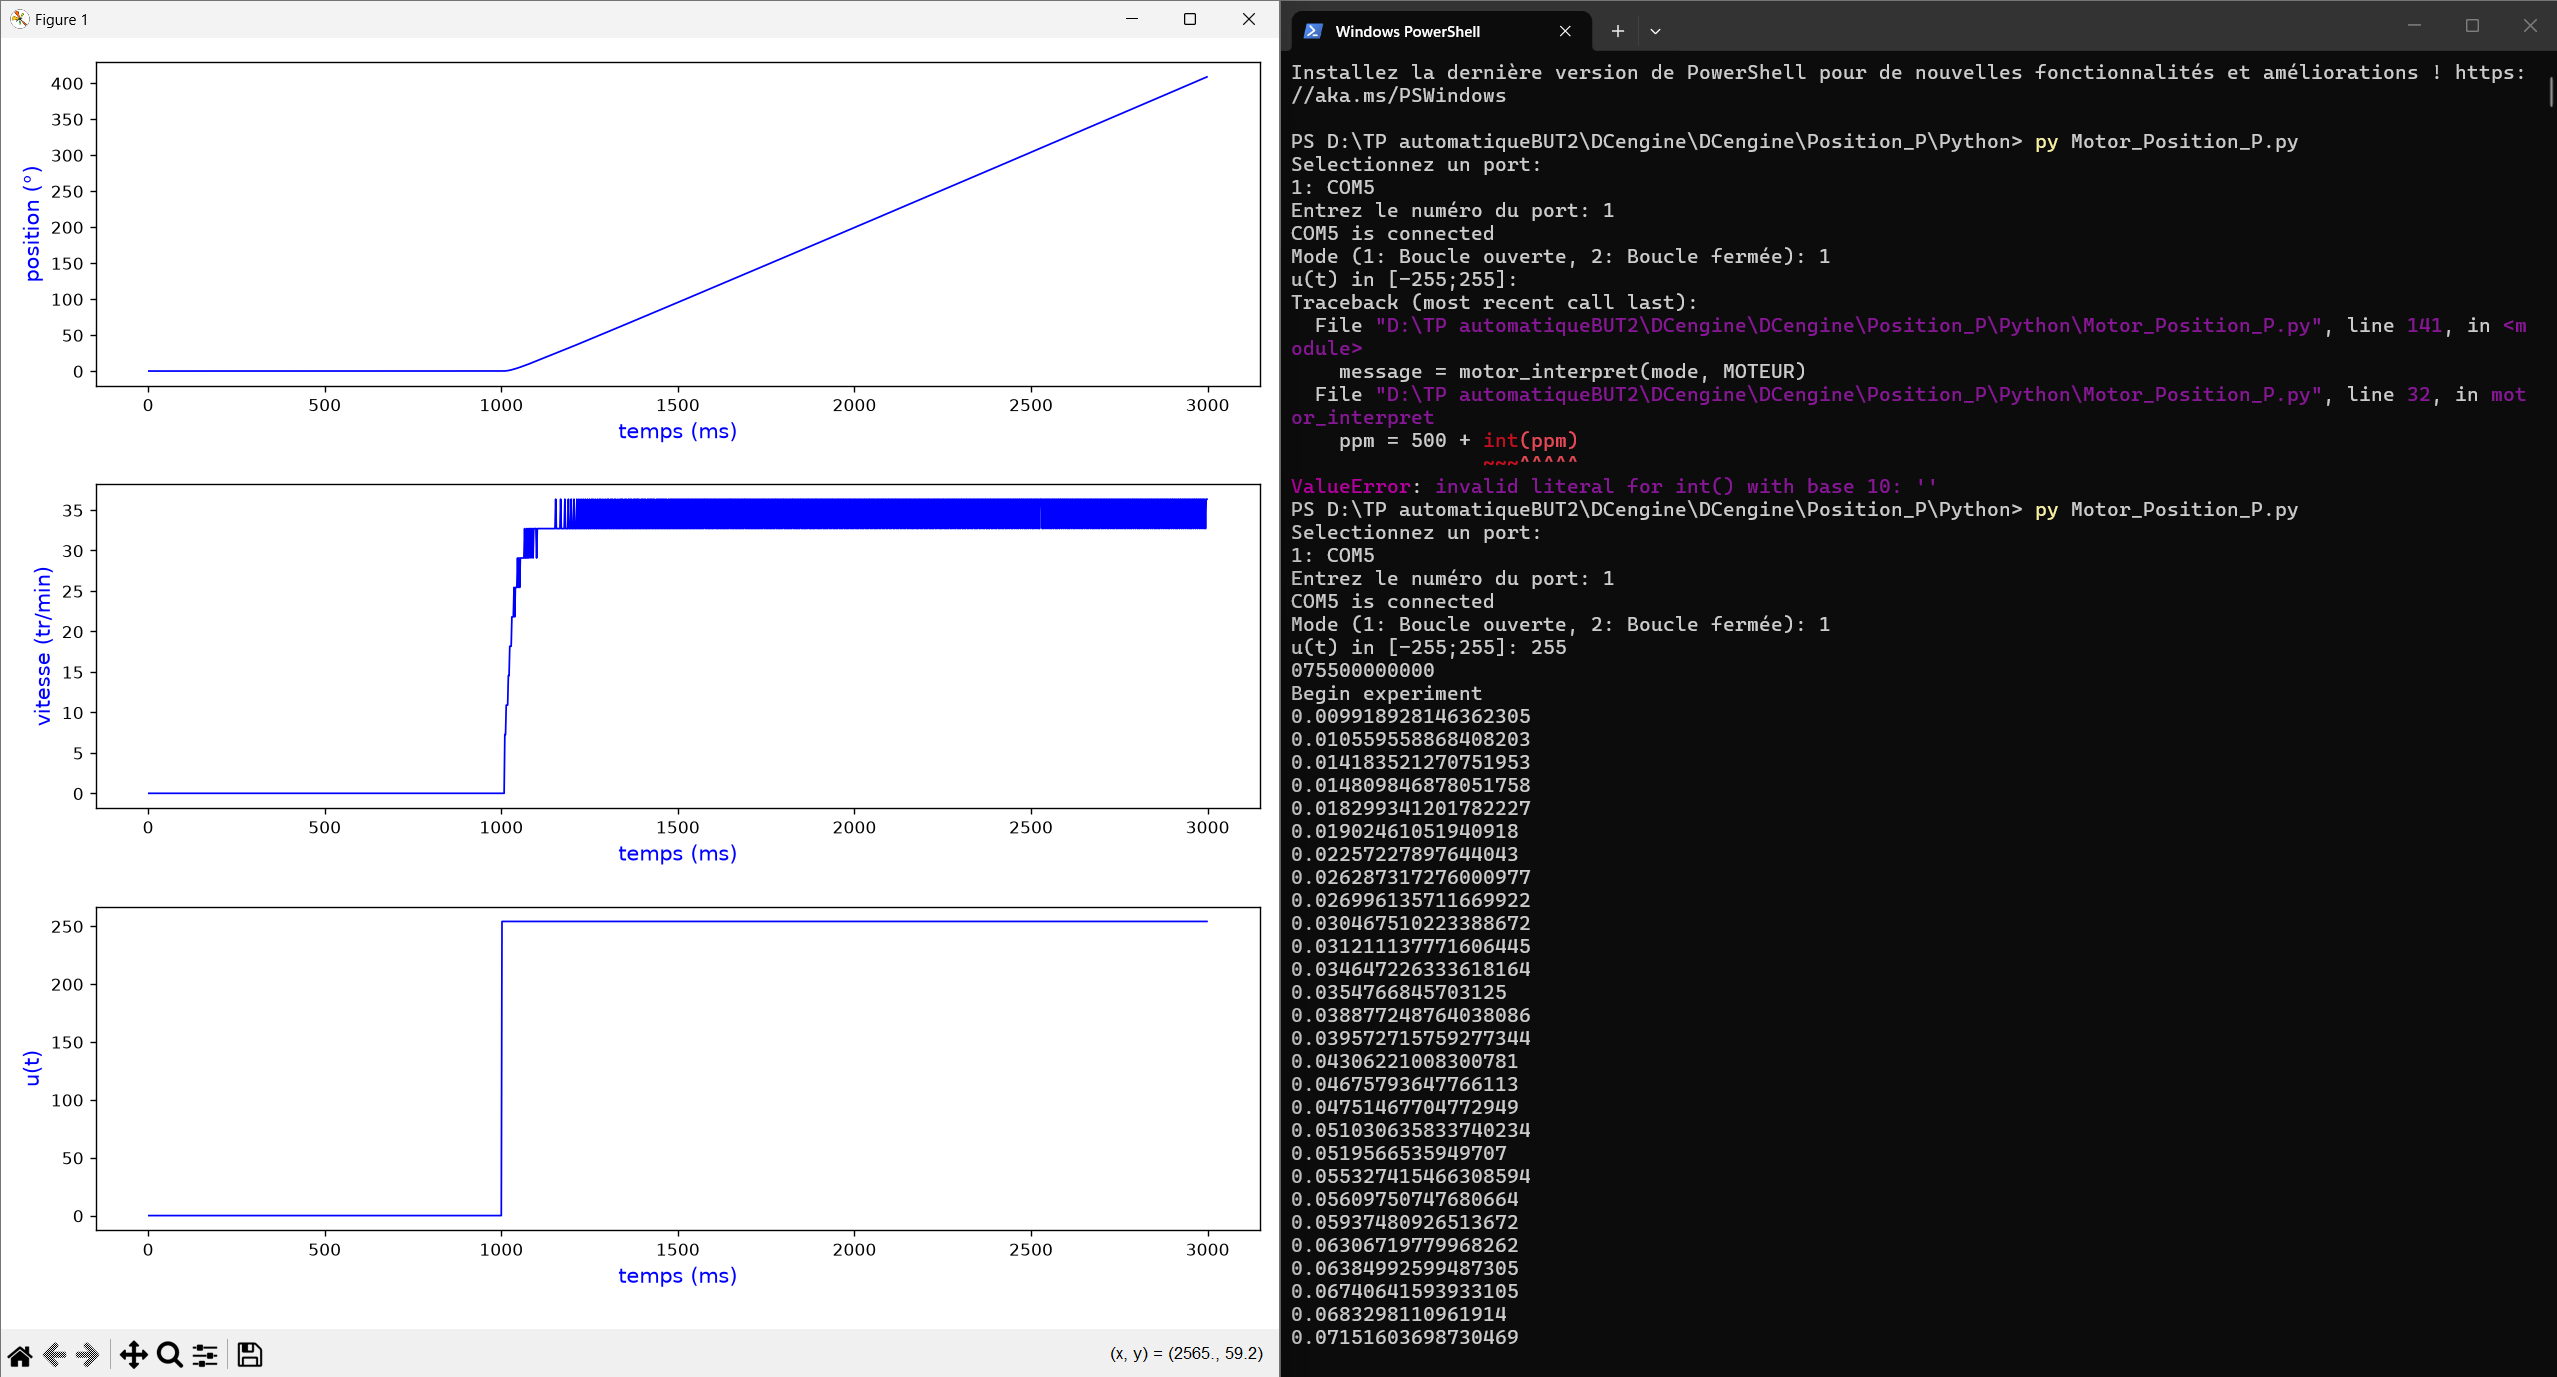 Figure 1
400
350
300
250
200
150
100
50
0
position (°)
0 500 1000 1500 2000 2500 3000
temps (ms)
35
30
25
20
15
10
5
0
vitesse (tr/min)
0 500 1000 1500 2000 2500 3000
temps (ms)
250
200
150
100
50
0
u(t)
0 500 1000 1500 2000 2500 3000
temps (ms)
(x, y) = (2565., 59.2)
Windows PowerShell
Installez la dernière version de PowerShell pour de nouvelles fonctionnalités et améliorations ! https:
//aka.ms/PSWindows
PS D:\TP automatiqueBUT2\DCengine\DCengine\Position_P\Python> py Motor_Position_P.py
Selectionnez un port:
1: COM5
Entrez le numéro du port: 1
COM5 is connected
Mode (1: Boucle ouverte, 2: Boucle fermée): 1
u(t) in [-255;255]:
Traceback (most recent call last):
  File "D:\TP automatiqueBUT2\DCengine\DCengine\Position_P\Python\Motor_Position_P.py", line 141, in <m
odule>
    message = motor_interpret(mode, MOTEUR)
  File "D:\TP automatiqueBUT2\DCengine\DCengine\Position_P\Python\Motor_Position_P.py", line 32, in mot
or_interpret
    ppm = 500 + int(ppm)
                ~~~^^^^^
ValueError: invalid literal for int() with base 10: ''
PS D:\TP automatiqueBUT2\DCengine\DCengine\Position_P\Python> py Motor_Position_P.py
Selectionnez un port:
1: COM5
Entrez le numéro du port: 1
COM5 is connected
Mode (1: Boucle ouverte, 2: Boucle fermée): 1
u(t) in [-255;255]: 255
075500000000
Begin experiment
0.009918928146362305
0.010559558868408203
0.014183521270751953
0.014809846878051758
0.018299341201782227
0.01902461051940918
0.02257227897644043
0.026287317276000977
0.026996135711669922
0.030467510223388672
0.031211137771606445
0.034647226333618164
0.0354766845703125
0.038877248764038086
0.039572715759277344
0.04306221008300781
0.04675793647766113
0.04751467704772949
0.051030635833740234
0.0519566535949707
0.055327415466308594
0.05609750747680664
0.05937480926513672
0.06306719779968262
0.06384992599487305
0.06740641593933105
0.0683298110961914
0.07151603698730469